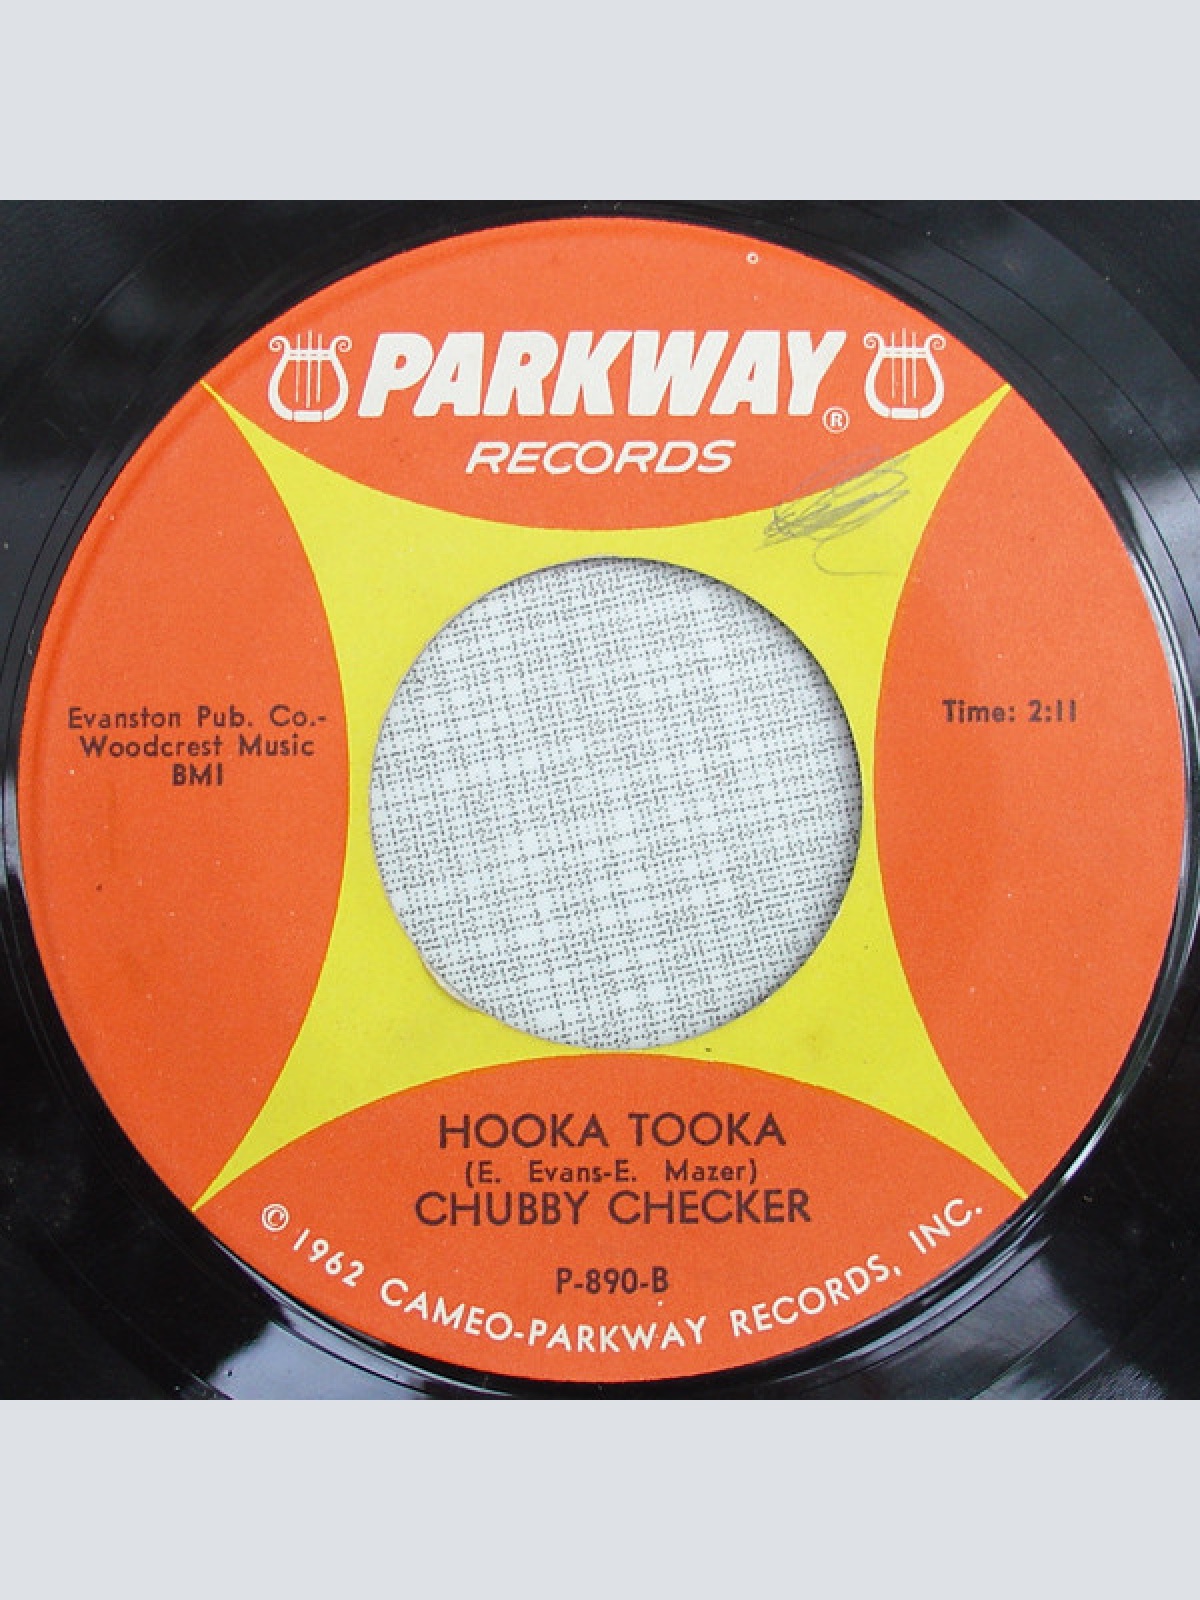 ©
PARKWAY®
RECORDS
Evanston Pub. Co.-
Woodcrest Music
BMI
Time: 2:11
HOOKA TOOKA
(E. Evans-E. Mazer)
CHUBBY CHECKER
P-890-B
© 1962 CAMEO-PARKWAY RECORDS, INC.